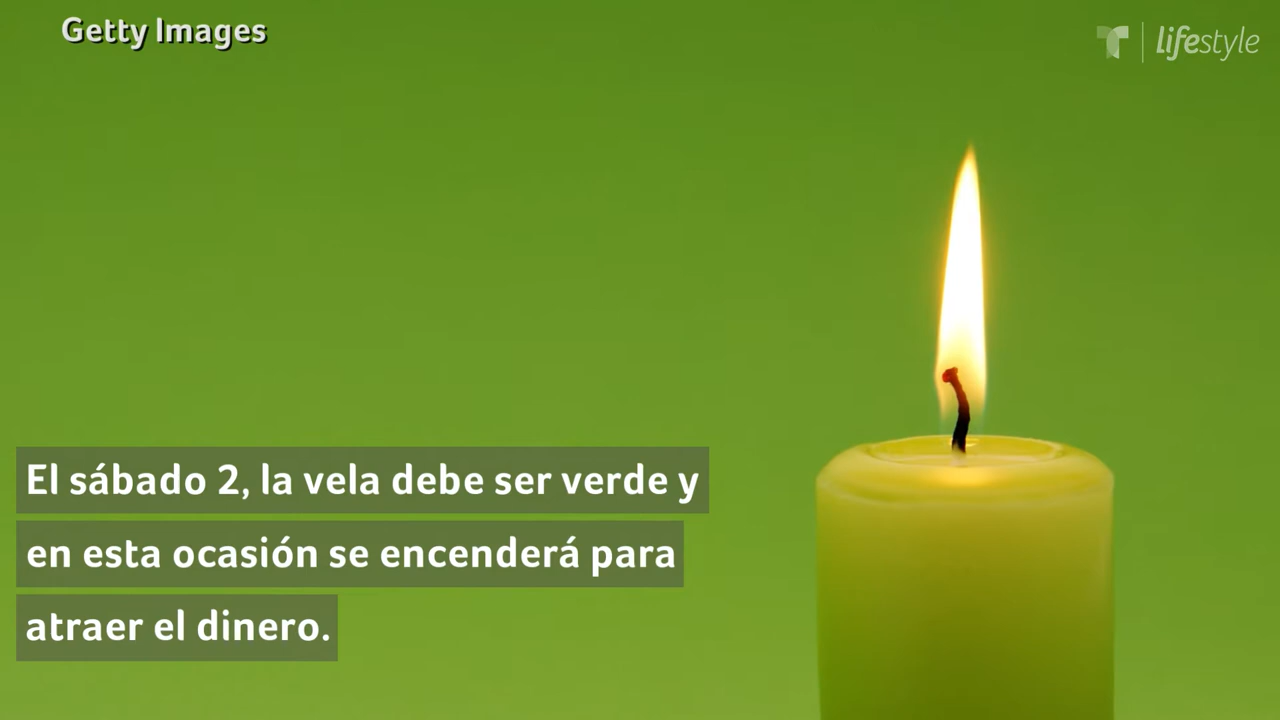 Getty Images
lifestyle
El sábado 2, la vela debe ser verde y
en esta ocasión se encenderá para
atraer el dinero.